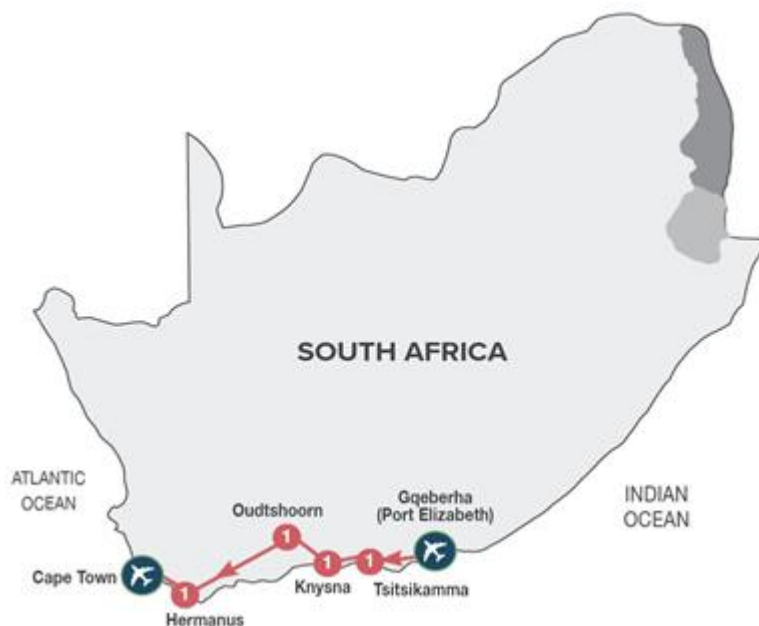 SOUTH AFRICA
ATLANTIC
OCEAN
INDIAN
OCEAN
Gqeberha
(Port Elizabeth)
Oudtshoorn
1
Cape Town
1
Hermanus
1
Knysna
1
Tsitsikamma